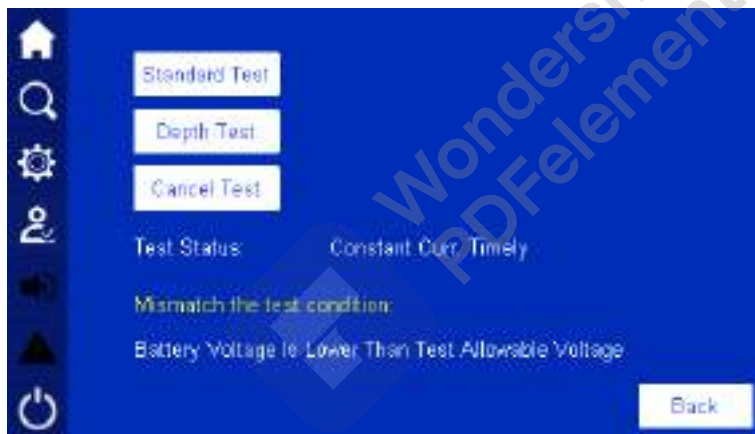 Standard Test
Depth Test
Cancel Test
Test Status: Constant Curr. Timely
Mismatch the test condition:
Battery Voltage Is Lower Than Test Allowable Voltage
Back
Wondershare
PDFelement